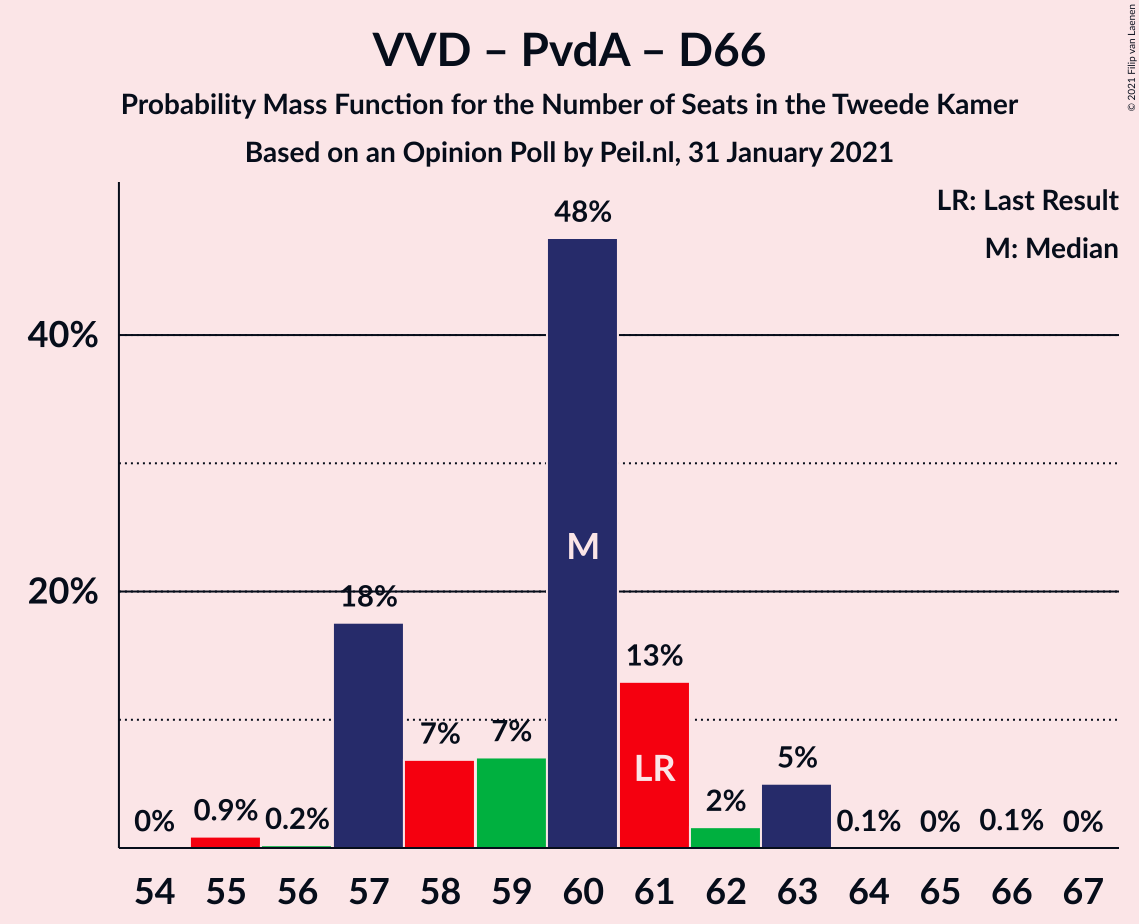 VVD – PvdA – D66
Probability Mass Function for the Number of Seats in the Tweede Kamer
Based on an Opinion Poll by Peil.nl, 31 January 2021
© 2021 Filip van Laenen
LR: Last Result
M: Median
48%
40%
M
20%
18%
13%
7%
7%
LR
5%
2%
0%
0.9%
0.2%
0.1%
0%
0.1%
0%
54 55 56 57 58 59 60 61 62 63 64 65 66 67